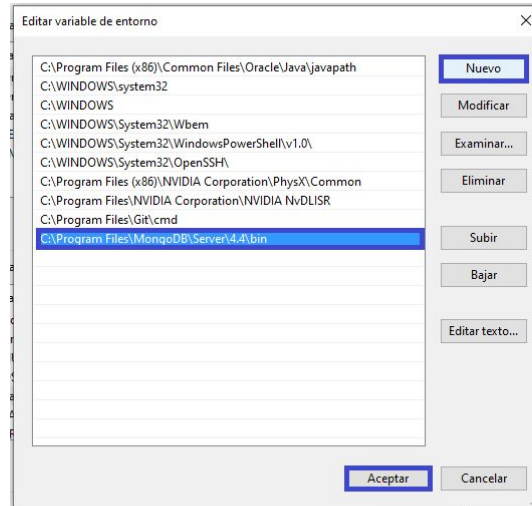 Editar variable de entorno
C:\Program Files (x86)\Common Files\Oracle\Java\javapath
C:\WINDOWS\system32
C:\WINDOWS
C:\WINDOWS\System32\Wbem
C:\WINDOWS\System32\WindowsPowerShell\v1.0\
C:\WINDOWS\System32\OpenSSH\
C:\Program Files (x86)\NVIDIA Corporation\PhysX\Common
C:\Program Files\NVIDIA Corporation\NVIDIA NvDLISR
C:\Program Files\Git\cmd
C:\Program Files\MongoDB\Server\4.4\bin
Nuevo
Modificar
Examinar...
Eliminar
Subir
Bajar
Editar texto...
Aceptar
Cancelar